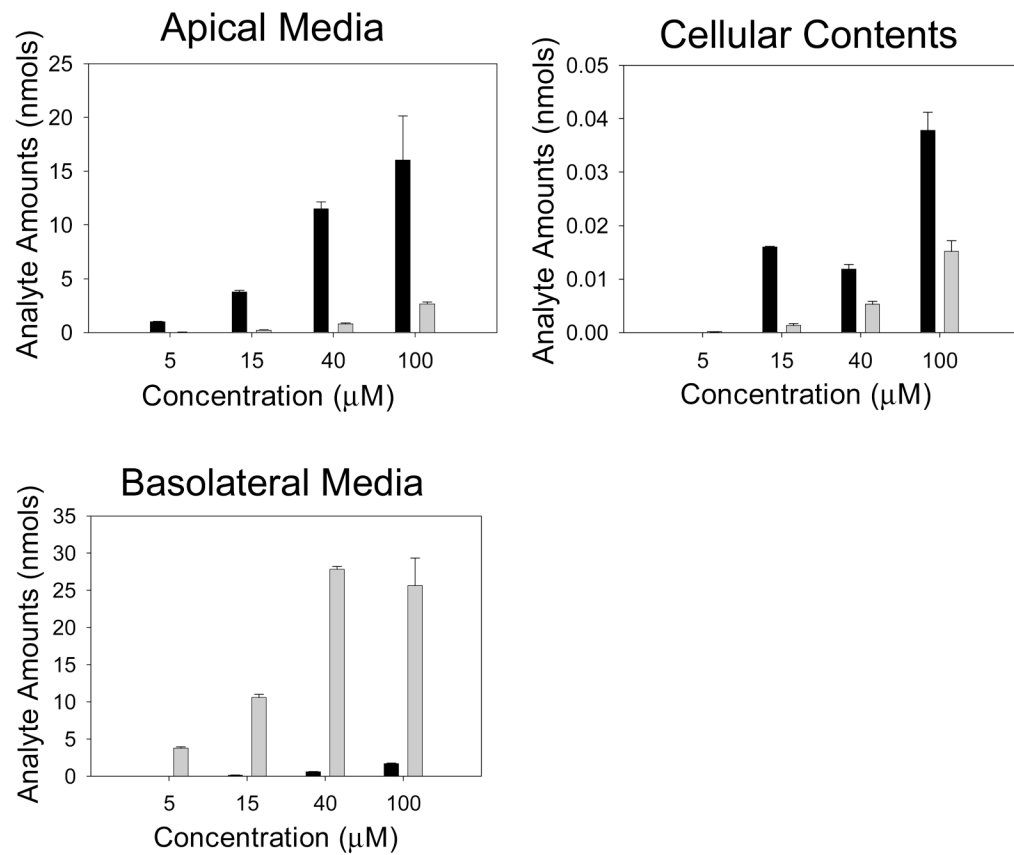 Apical Media
Analyte Amounts (nmols)
25
20
15
10
5
0
5 15 40 100
Concentration (μM)
Cellular Contents
Analyte Amounts (nmols)
0.05
0.04
0.03
0.02
0.01
0.00
5 15 40 100
Concentration (μM)
Basolateral Media
Analyte Amounts (nmols)
35
30
25
20
15
10
5
0
5 15 40 100
Concentration (μM)